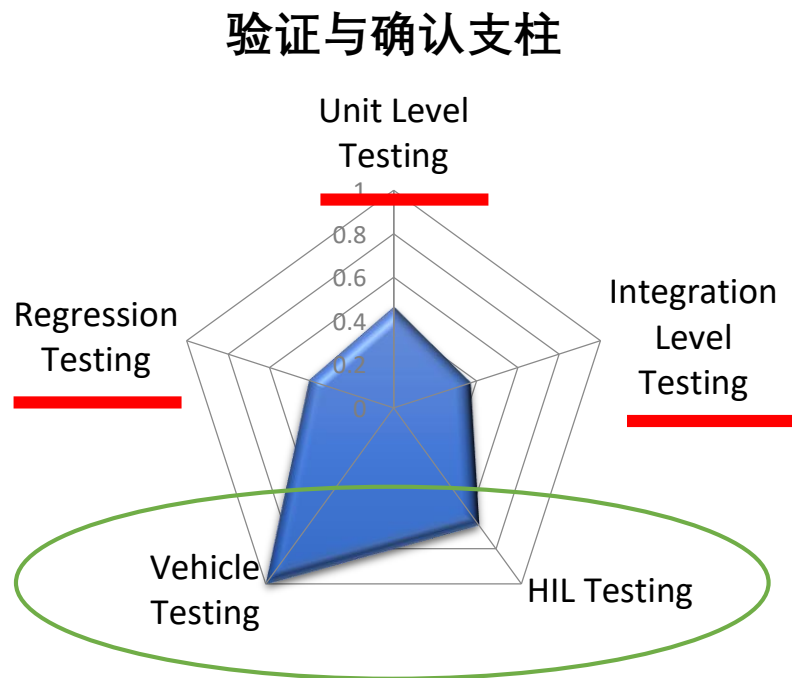 验证与确认支柱
Unit Level
Testing
1
0.8
0.6
0.4
0.2
0
Integration
Level
Testing
Regression
Testing
Vehicle
Testing
HIL Testing